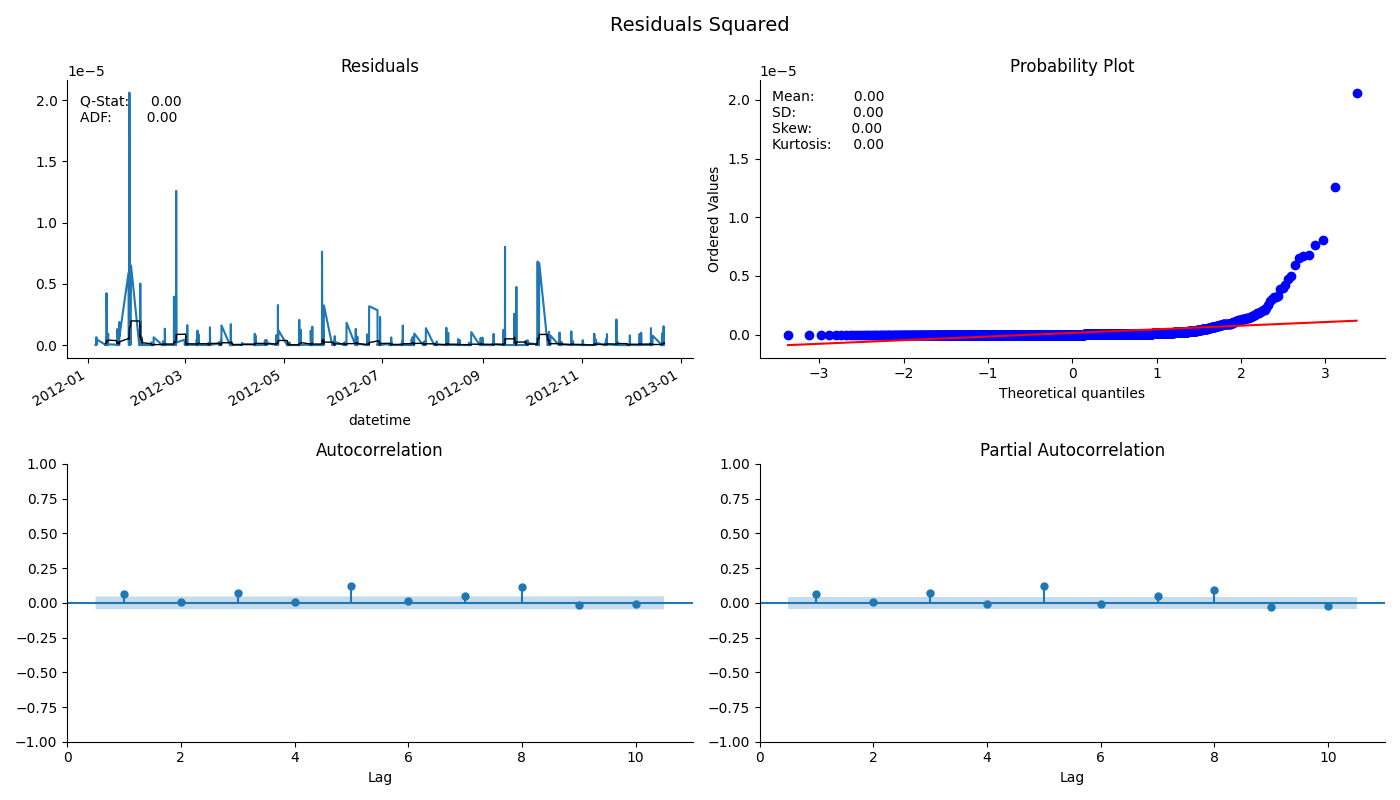 Residuals Squared
Residuals
1e−5
Q-Stat: 0.00
ADF: 0.00
2.0
1.5
1.0
0.5
0.0
2012-01
2012-03
2012-05
2012-07
2012-09
2012-11
2013-01
datetime
Probability Plot
1e−5
Mean: 0.00
SD: 0.00
Skew: 0.00
Kurtosis: 0.00
Ordered Values
2.0
1.5
1.0
0.5
0.0
−3 −2 −1 0 1 2 3
Theoretical quantiles
Autocorrelation
1.00
0.75
0.50
0.25
0.00
−0.25
−0.50
−0.75
−1.00
0 2 4 6 8 10
Lag
Partial Autocorrelation
1.00
0.75
0.50
0.25
0.00
−0.25
−0.50
−0.75
−1.00
0 2 4 6 8 10
Lag